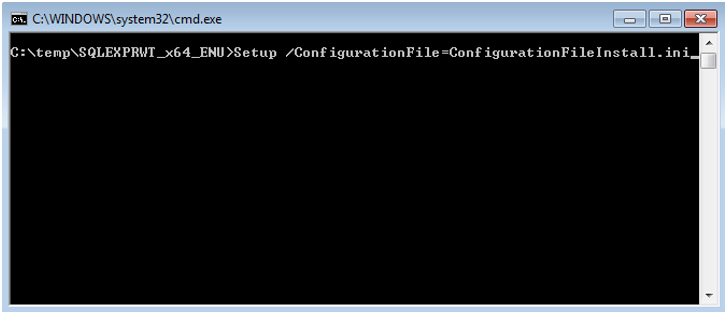 C:\WINDOWS\system32\cmd.exe
C:\temp\SQLEXPRWT_x64_ENU>Setup /ConfigurationFile=ConfigurationFileInstall.ini_